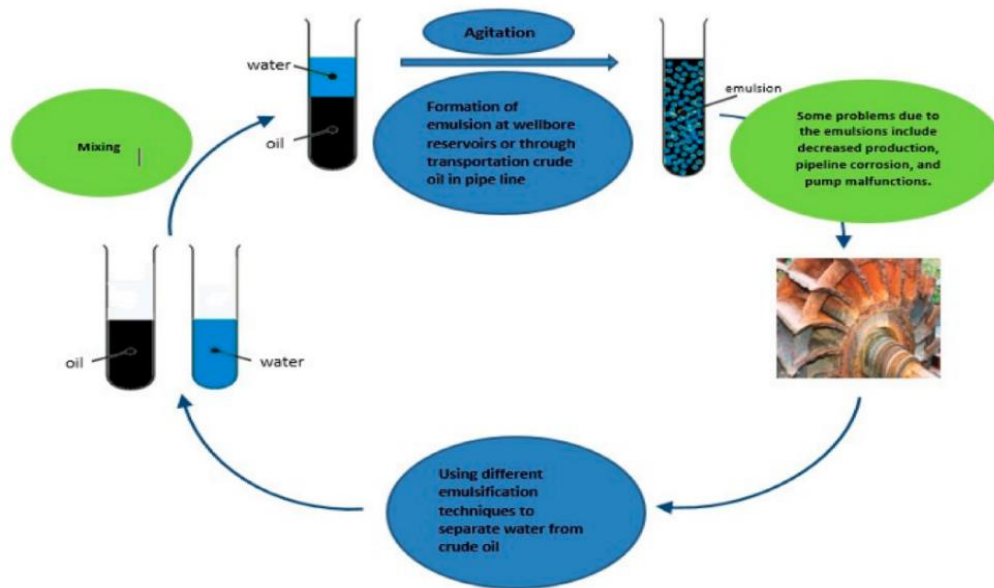 Agitation
water
oil
Formation of
emulsion at wellbore
reservoirs or through
transportation crude
oil in pipe line
emulsion
Some problems due to
the emulsions include
decreased production,
pipeline corrosion, and
pump malfunctions.
Mixing
oil
water
Using different
emulsification
techniques to
separate water from
crude oil